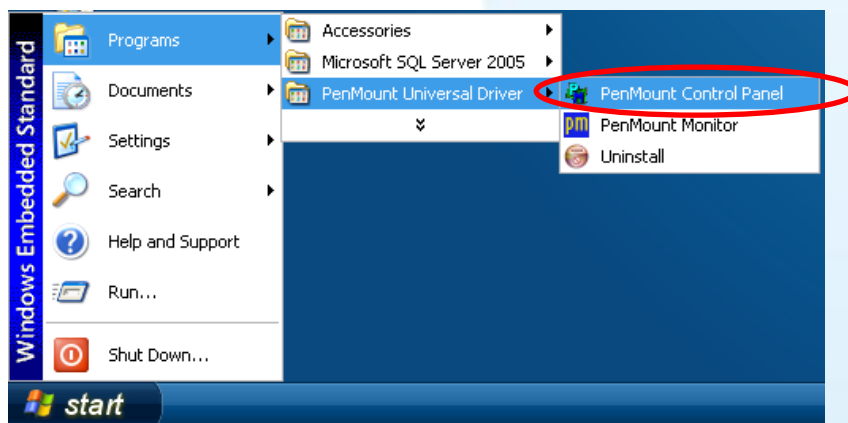 Windows Embedded Standard
Programs
Documents
Settings
Search
Help and Support
Run...
Shut Down...
Accessories
Microsoft SQL Server 2005
PenMount Universal Driver
PenMount Control Panel
pm PenMount Monitor
Uninstall
start